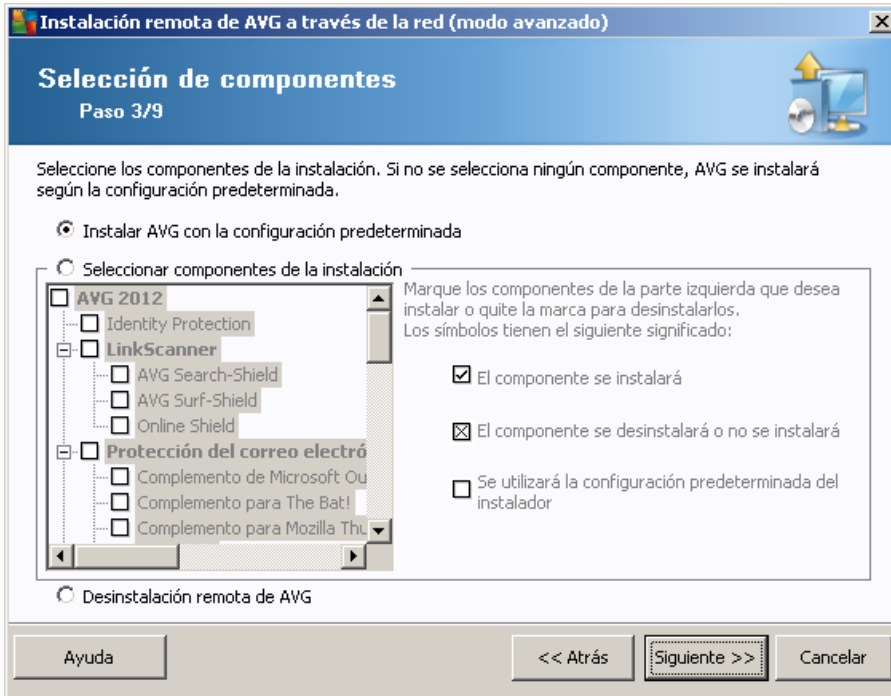 Instalación remota de AVG a través de la red (modo avanzado)
Selección de componentes
Paso 3/9
Seleccione los componentes de la instalación. Si no se selecciona ningún componente, AVG se instalará
según la configuración predeterminada.
Instalar AVG con la configuración predeterminada
Seleccionar componentes de la instalación
AVG 2012
Identity Protection
LinkScanner
AVG Search-Shield
AVG Surf-Shield
Online Shield
Protección del correo electró
Complemento de Microsoft Ou
Complemento para The Bat!
Complemento para Mozilla Thu
Marque los componentes de la parte izquierda que desea
instalar o quite la marca para desinstalarlos.
Los símbolos tienen el siguiente significado:
El componente se instalará
El componente se desinstalará o no se instalará
Se utilizará la configuración predeterminada del
instalador
Desinstalación remota de AVG
Ayuda
<< Atrás
Siguiente >>
Cancelar